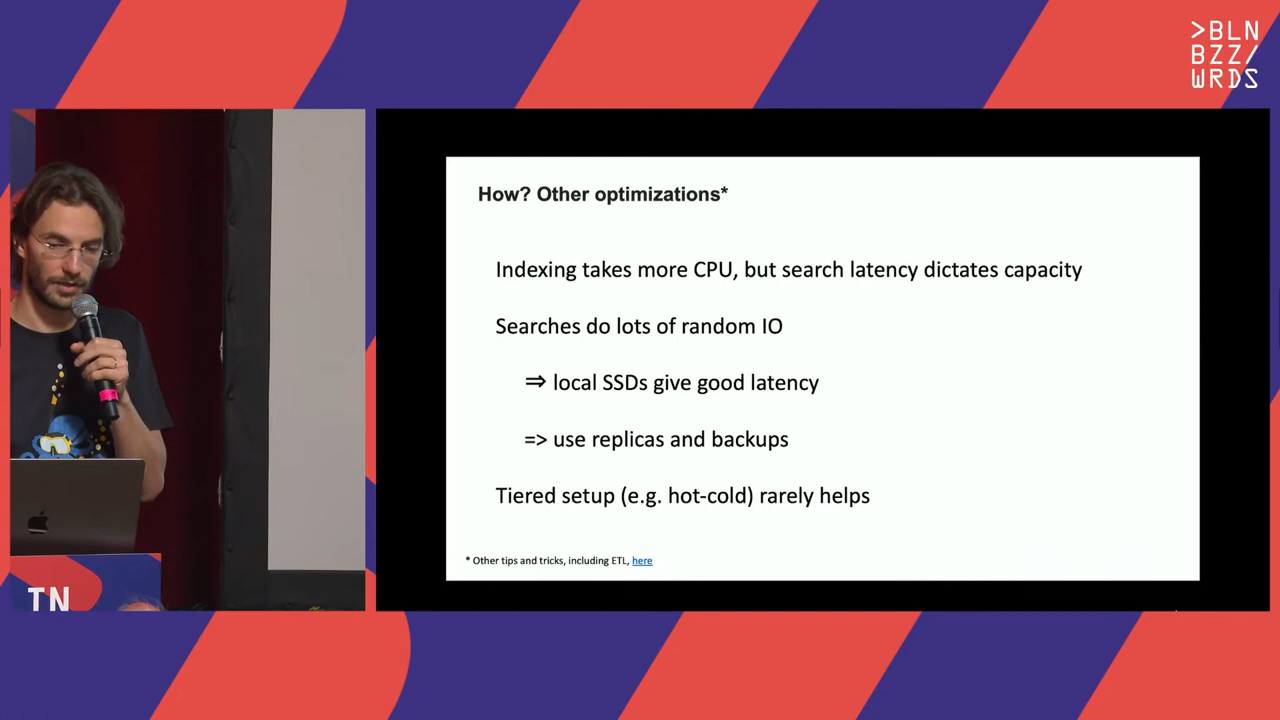 >BLN
BZZ/
WRDS
How? Other optimizations*
Indexing takes more CPU, but search latency dictates capacity
Searches do lots of random IO
⇒ local SSDs give good latency
=> use replicas and backups
Tiered setup (e.g. hot-cold) rarely helps
* Other tips and tricks, including ETL, here
TN